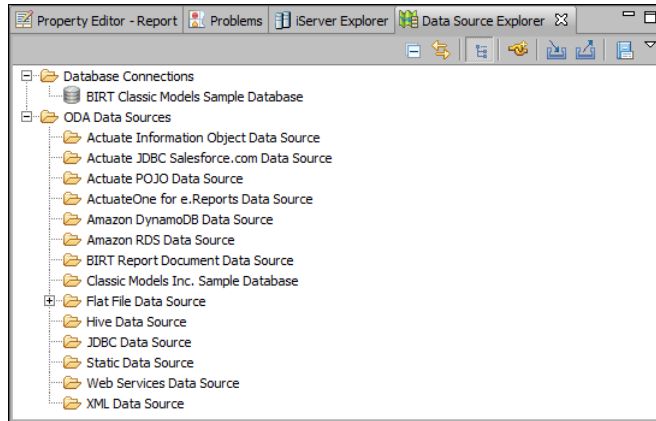 Property Editor - Report Problems iServer Explorer Data Source Explorer
Database Connections
BIRT Classic Models Sample Database
ODA Data Sources
Actuate Information Object Data Source
Actuate JDBC Salesforce.com Data Source
Actuate POJO Data Source
ActuateOne for e.Reports Data Source
Amazon DynamoDB Data Source
Amazon RDS Data Source
BIRT Report Document Data Source
Classic Models Inc. Sample Database
Flat File Data Source
Hive Data Source
JDBC Data Source
Static Data Source
Web Services Data Source
XML Data Source